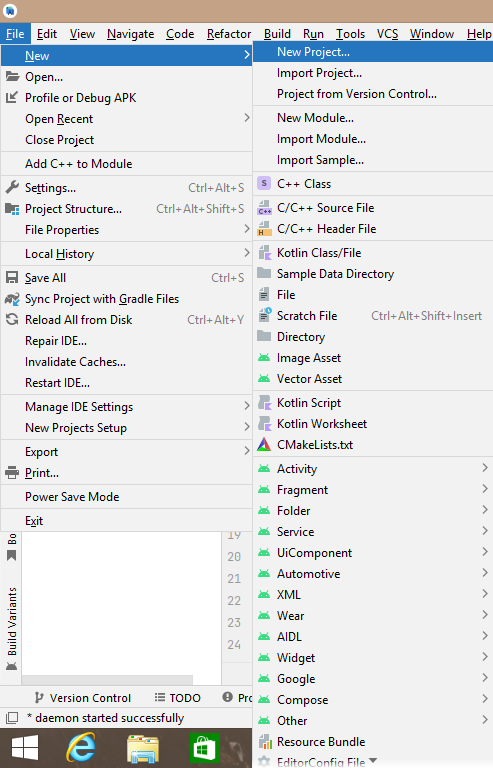 File Edit View Navigate Code Refactor Build Run Tools VCS Window Help
New
Open...
Profile or Debug APK
Open Recent
Close Project
Add C++ to Module
Settings... Ctrl+Alt+S
Project Structure... Ctrl+Alt+Shift+S
File Properties
Local History
Save All Ctrl+S
Sync Project with Gradle Files
Reload All from Disk Ctrl+Alt+Y
Repair IDE...
Invalidate Caches...
Restart IDE...
Manage IDE Settings
New Projects Setup
Export
Print...
Power Save Mode
Exit
New Project...
Import Project...
Project from Version Control...
New Module...
Import Module...
Import Sample...
S C++ Class
C++ C/C++ Source File
H C/C++ Header File
Kotlin Class/File
Sample Data Directory
File
Scratch File Ctrl+Alt+Shift+Insert
Directory
Image Asset
Vector Asset
Kotlin Script
Kotlin Worksheet
CMakeLists.txt
Activity
Fragment
Folder
Service
UiComponent
Automotive
XML
Wear
AIDL
Widget
Google
Compose
Other
Resource Bundle
EditorConfig File
19
20
21
22
23
24
Bo
Build Variants
Version Control TODO Pro
* daemon started successfully